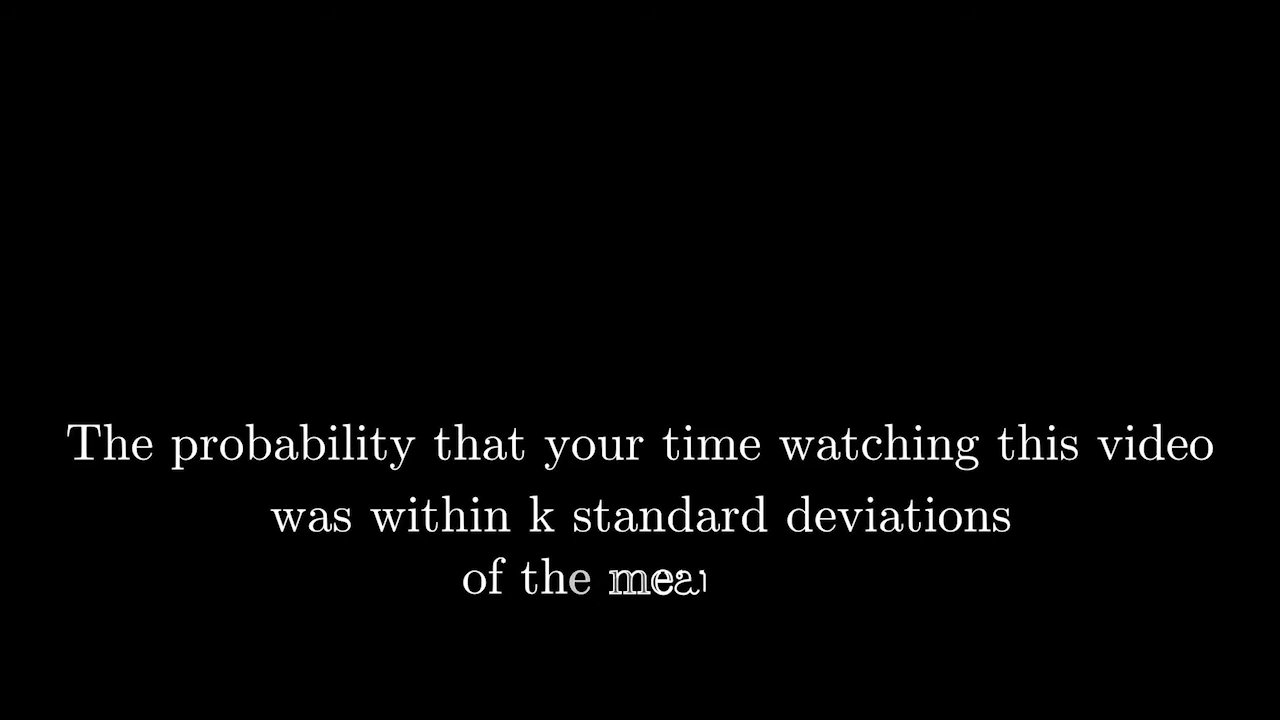 The probability that your time watching this video
was within k standard deviations
of the mea